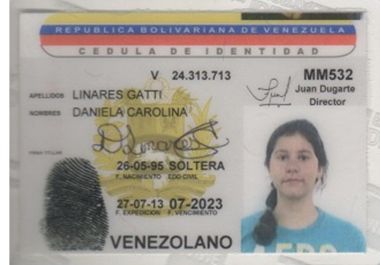 REPUBLICA BOLIVARIANA DE VENEZUELA
CEDULA DE IDENTIDAD
V 24.313.713 MM532
Juan Dugarte
Director
APELLIDOS LINARES GATTI
NOMBRES DANIELA CAROLINA
D Linares
FIRMA TITULAR
26-05-95 SOLTERA
F. NACIMIENTO EDO CIVIL
27-07-13 07-2023
F. EXPEDICION F. VENCIMIENTO
VENEZOLANO